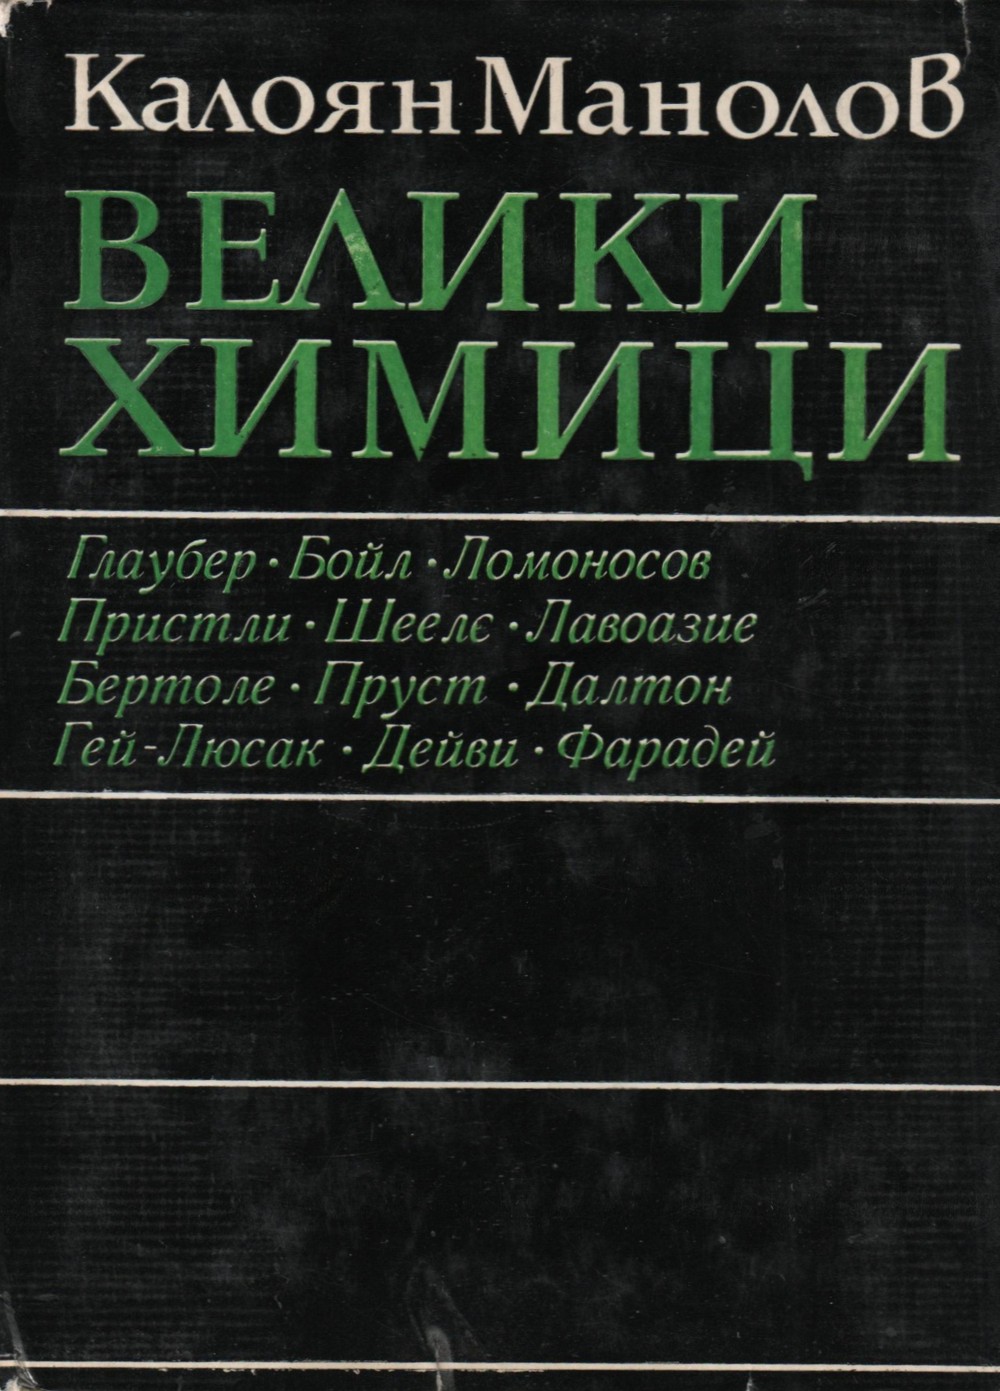 Калоян Манолов
ВЕЛИКИ
ХИМИЦИ
Глаубер · Бойл · Ломоносов
Пристли · Шееле · Лавоазие
Бертоле · Пруст · Далтон
Гей-Люсак · Дейви · Фарадей